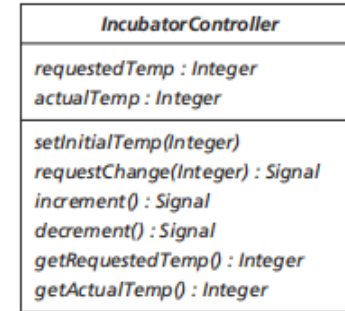 IncubatorController
requestedTemp : Integer
actualTemp : Integer
setInitialTemp(Integer)
requestChange(Integer) : Signal
increment() : Signal
decrement() : Signal
getRequestedTemp() : Integer
getActualTemp() : Integer